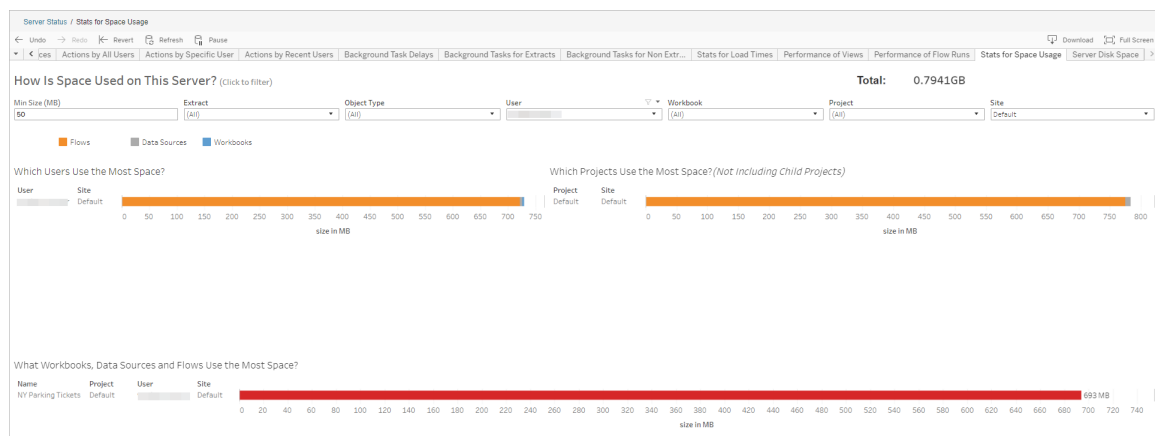 Server Status / Stats for Space Usage
← Undo → Redo Revert Refresh Pause Download Full Screen
ces Actions by All Users Actions by Specific User Actions by Recent Users Background Task Delays Background Tasks for Extracts Background Tasks for Non Extr... Stats for Load Times Performance of Views Performance of Flow Runs Stats for Space Usage Server Disk Space
How Is Space Used on This Server? (Click to filter) Total: 0.7941GB
Min Size (MB) Extract Object Type User Workbook Project Site
50 (All) (All) (All) (All) Default
Flows Data Sources Workbooks
Which Users Use the Most Space? Which Projects Use the Most Space?(Not Including Child Projects)
User Site Project Site
Default Default Default
0 50 100 150 200 250 300 350 400 450 500 550 600 650 700 750 0 50 100 150 200 250 300 350 400 450 500 550 600 650 700 750 800
size in MB size in MB
What Workbooks, Data Sources and Flows Use the Most Space?
Name Project User Site
NY Parking Tickets Default Default 693 MB
0 20 40 60 80 100 120 140 160 180 200 220 240 260 280 300 320 340 360 380 400 420 440 460 480 500 520 540 560 580 600 620 640 660 680 700 720 740
size in MB